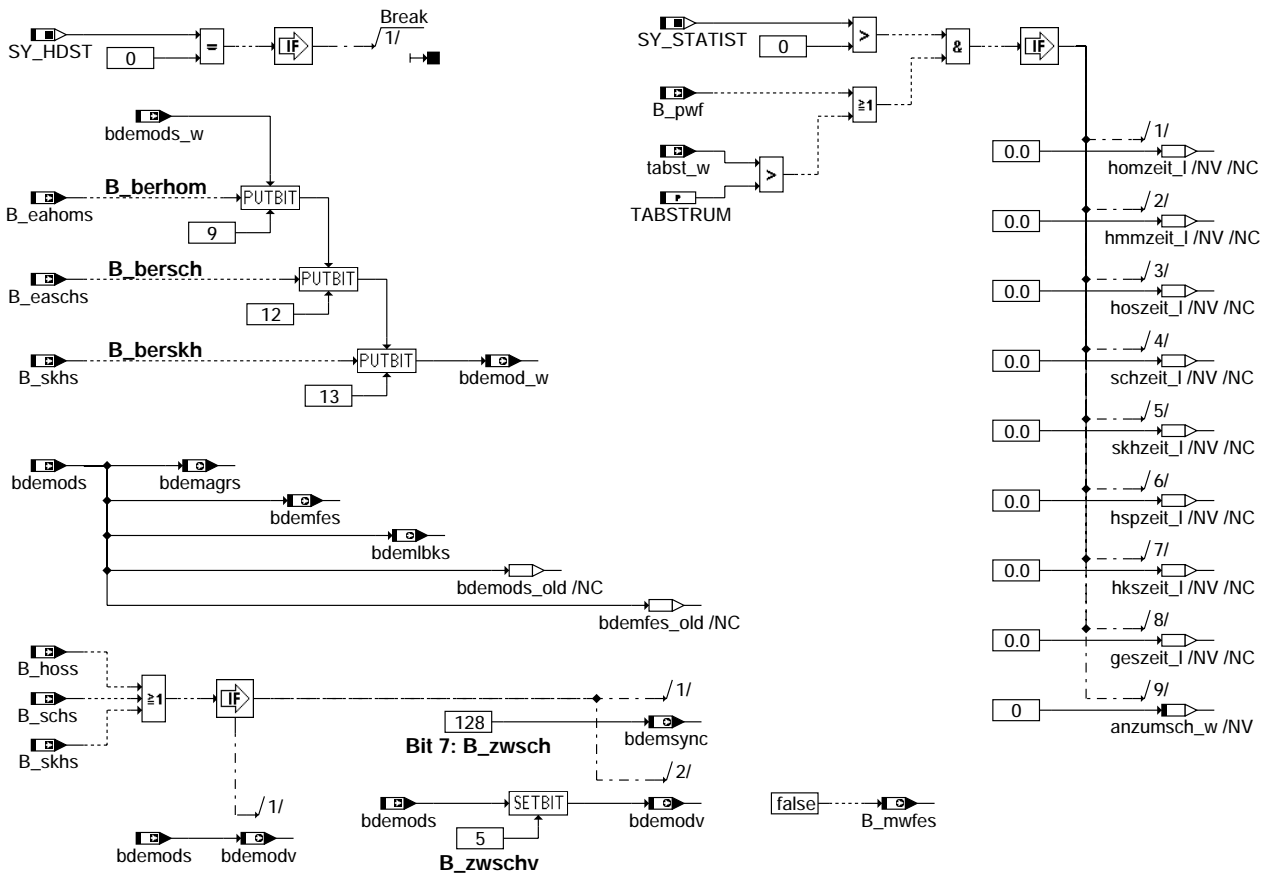 Break
1/
SY_HDST
0
=
IF
SY_STATIST
0
>
&
IF
B_pwf
≥1
tabst_w
>
P
TABSTRUM
bdemods_w
B_eahoms
B_berhom
PUTBIT
9
B_easchs
B_bersch
PUTBIT
12
B_skhs
B_berskh
PUTBIT
13
bdemod_w
0.0
1/
homzeit_l /NV /NC
0.0
2/
hmmzeit_l /NV /NC
0.0
3/
hoszeit_l /NV /NC
0.0
4/
schzeit_l /NV /NC
0.0
5/
skhzeit_l /NV /NC
0.0
6/
hspzeit_l /NV /NC
0.0
7/
hkszeit_l /NV /NC
0.0
8/
geszeit_l /NV /NC
0
9/
anzumsch_w /NV
bdemods
bdemagrs
bdemfes
bdemlbks
bdemods_old /NC
bdemfes_old /NC
B_hoss
B_schs
B_skhs
≥1
IF
1/
128
Bit 7: B_zwsch
bdemsync
2/
1/
bdemods
bdemodv
bdemods
SETBIT
5
B_zwschv
bdemodv
false
B_mwfes